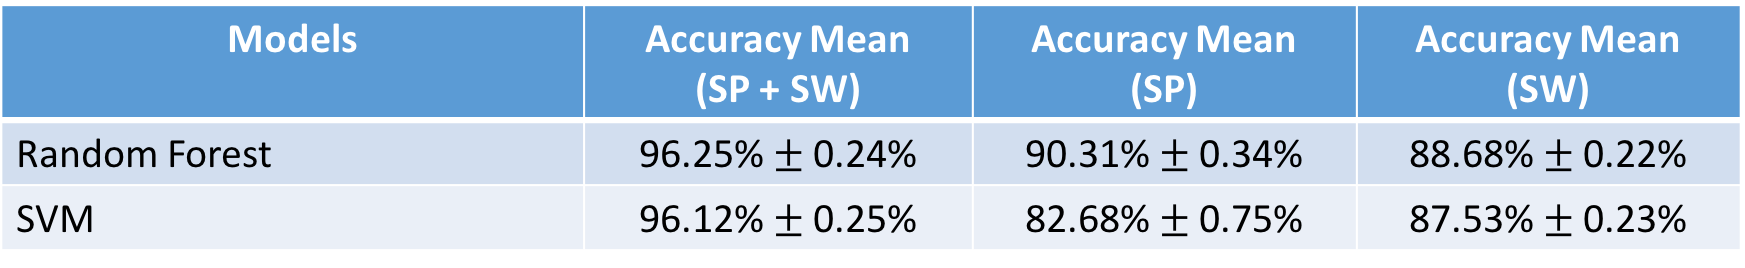 Models Accuracy Mean (SP + SW) Accuracy Mean (SP) Accuracy Mean (SW)
Random Forest 96.25% ± 0.24% 90.31% ± 0.34% 88.68% ± 0.22%
SVM 96.12% ± 0.25% 82.68% ± 0.75% 87.53% ± 0.23%